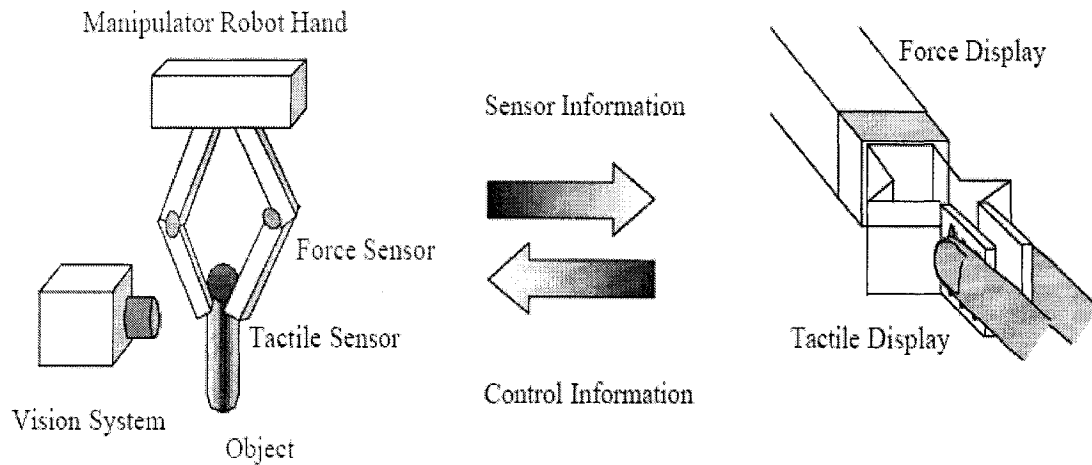 Manipulator Robot Hand
Force Display
Sensor Information
Force Sensor
Tactile Sensor
Tactile Display
Control Information
Vision System
Object